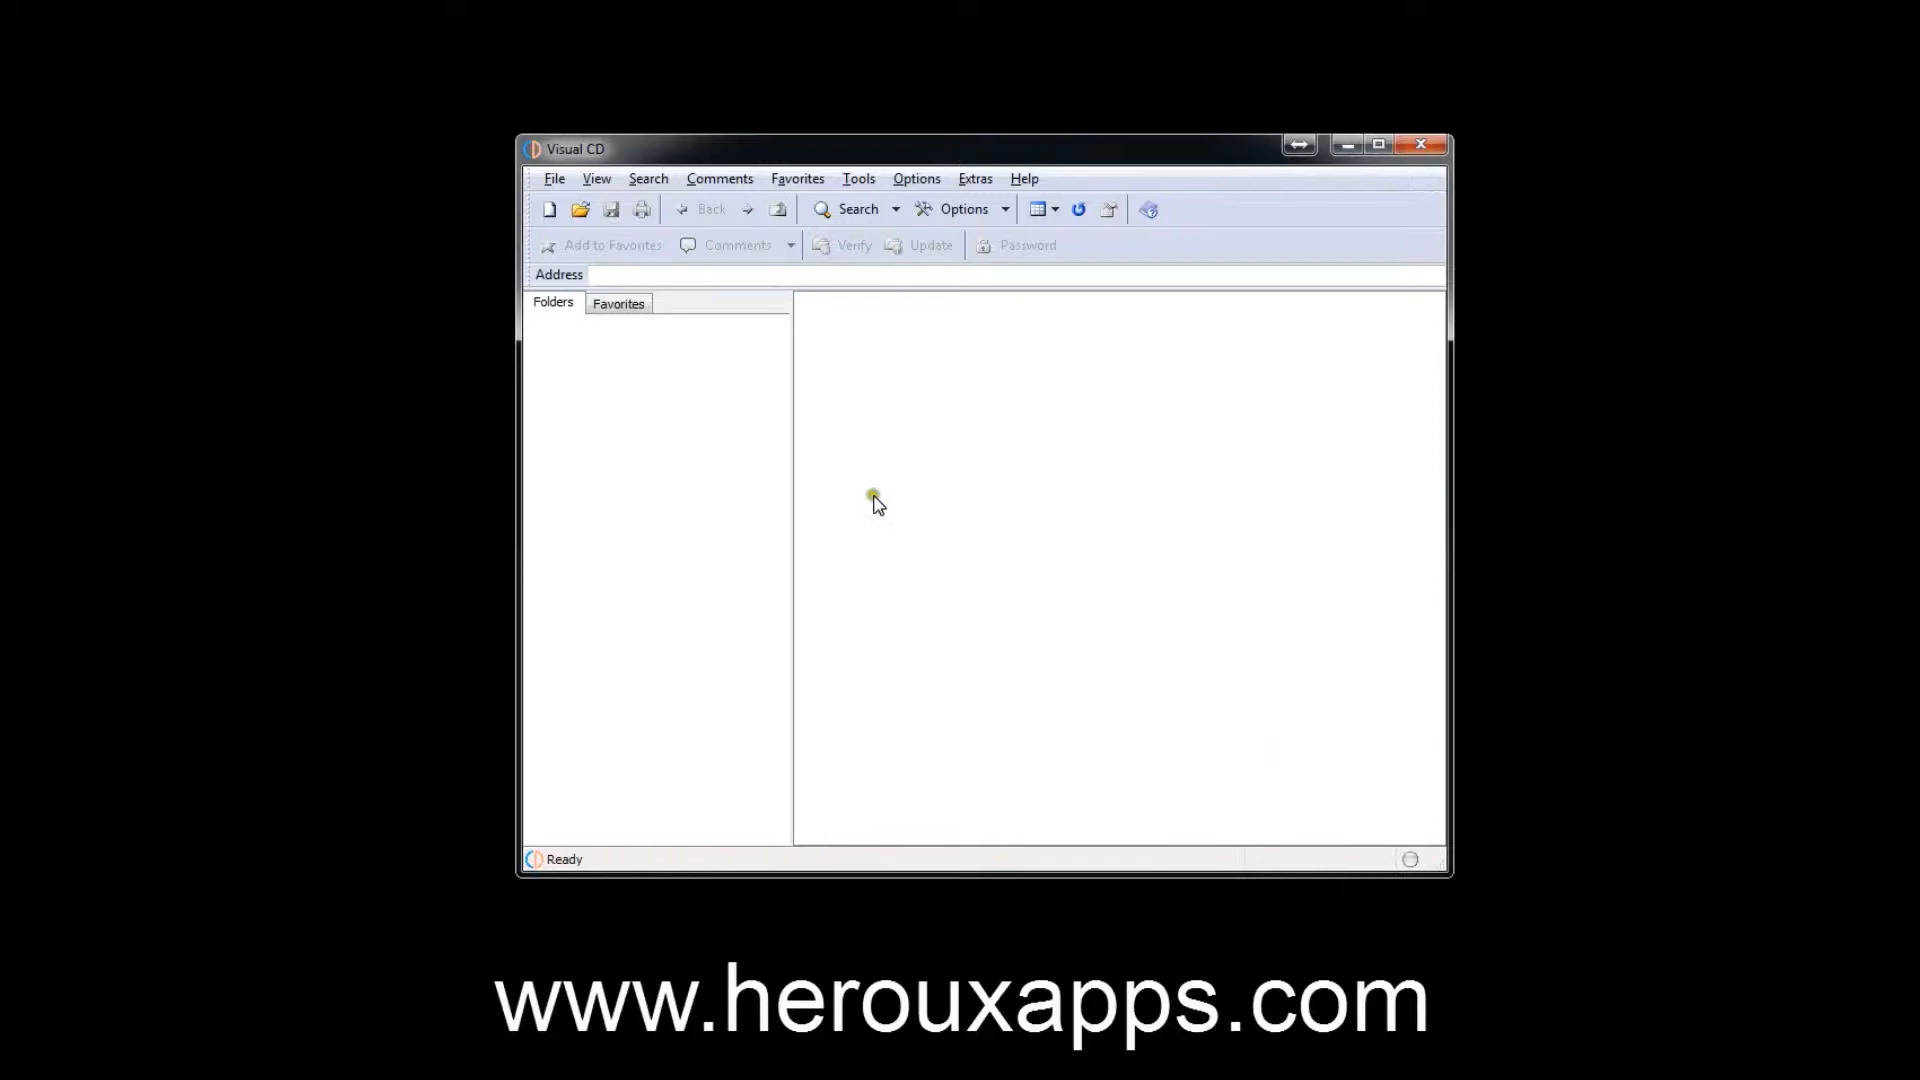 Visual CD
File View Search Comments Favorites Tools Options Extras Help
Back Search Options
Add to Favorites Comments Verify Update Password
Address
Folders Favorites
Ready
www.herouxapps.com